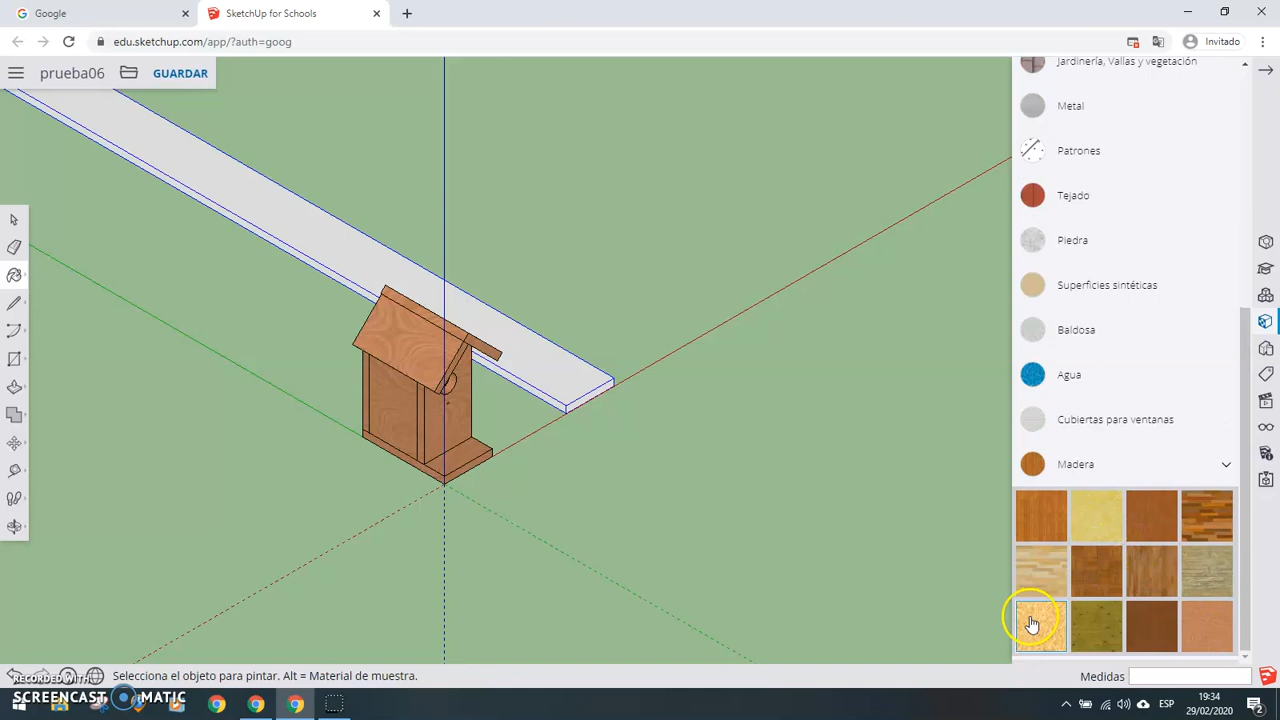 Google
SketchUp for Schools
edu.sketchup.com/app/?auth=goog
Invitado
prueba06
GUARDAR
Jardinería, Vallas y vegetación
Metal
Patrones
Tejado
Piedra
Superficies sintéticas
Baldosa
Agua
Cubiertas para ventanas
Madera
Selecciona el objeto para pintar. Alt = Material de muestra.
Medidas
RECORDED WITH
SCREENCAST MATIC
ESP
19:34
29/02/2020
2